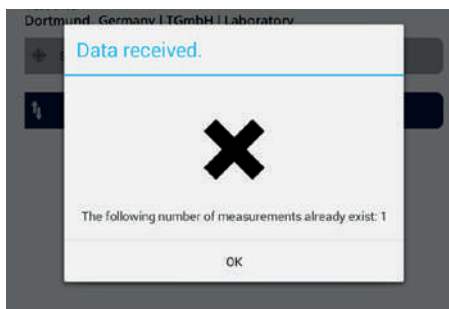 Dortmund, Germany | TGmbH | Laboratory
Data received.
The following number of measurements already exist: 1
OK